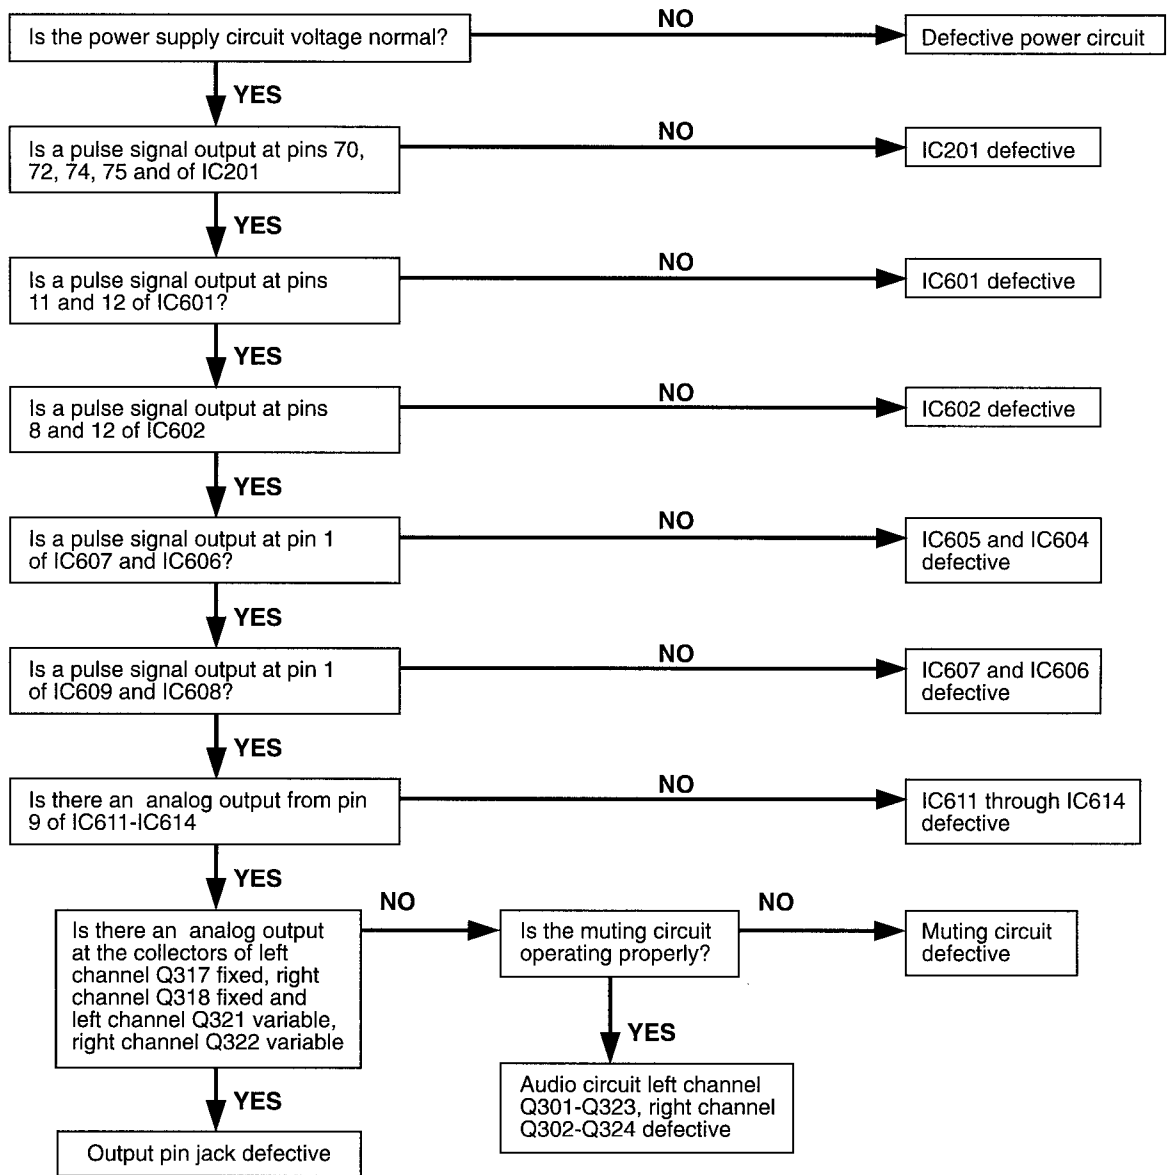 Is the power supply circuit voltage normal?
NO
Defective power circuit
YES
Is a pulse signal output at pins 70,
72, 74, 75 and of IC201
NO
IC201 defective
YES
Is a pulse signal output at pins
11 and 12 of IC601?
NO
IC601 defective
YES
Is a pulse signal output at pins
8 and 12 of IC602
NO
IC602 defective
YES
Is a pulse signal output at pin 1
of IC607 and IC606?
NO
IC605 and IC604
defective
YES
Is a pulse signal output at pin 1
of IC609 and IC608?
NO
IC607 and IC606
defective
YES
Is there an analog output from pin
9 of IC611-IC614
NO
IC611 through IC614
defective
YES
Is there an analog output
at the collectors of left
channel Q317 fixed, right
channel Q318 fixed and
left channel Q321 variable,
right channel Q322 variable
NO
Is the muting circuit
operating properly?
NO
Muting circuit
defective
YES
Audio circuit left channel
Q301-Q323, right channel
Q302-Q324 defective
YES
Output pin jack defective